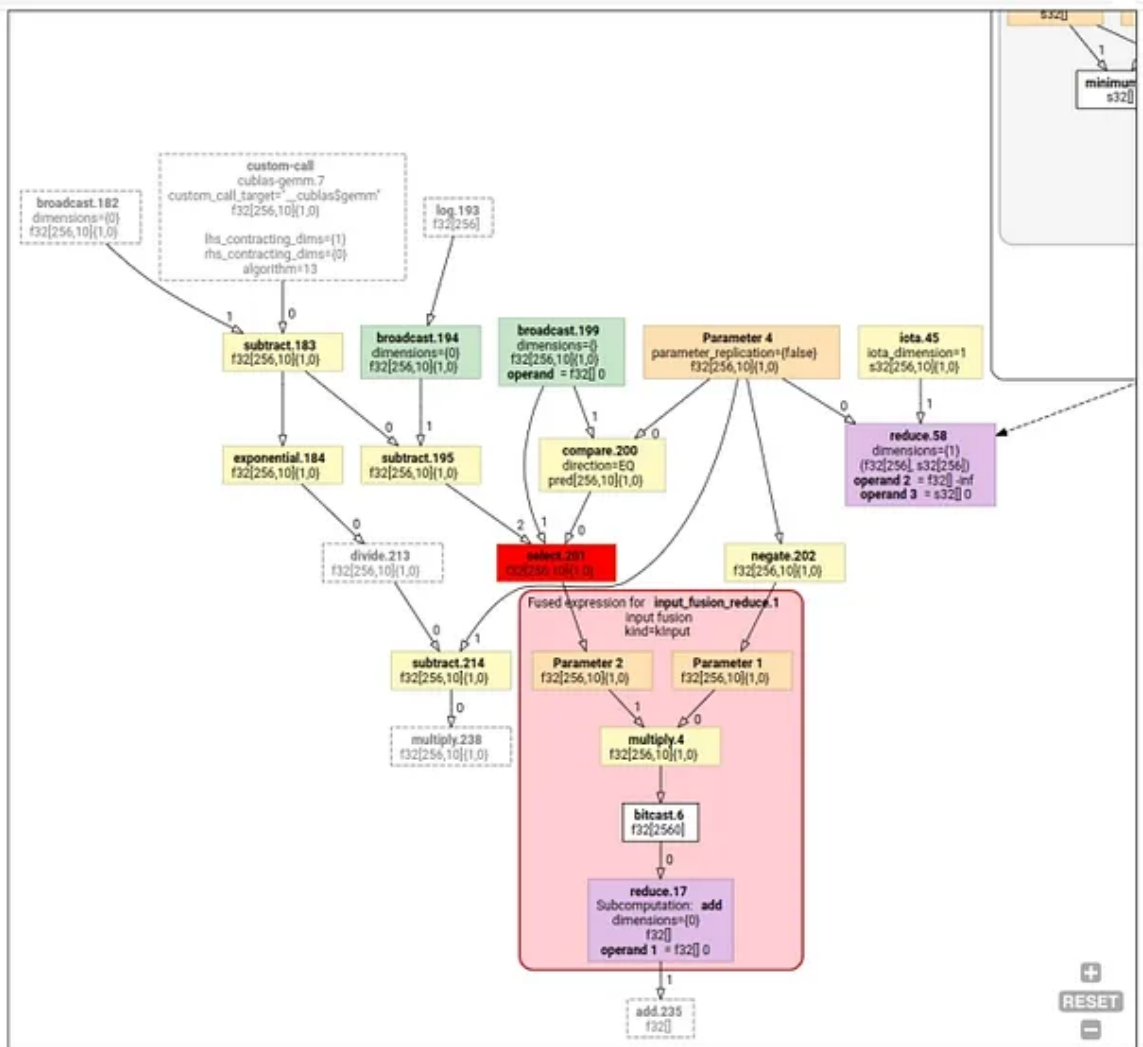 s32[]
1
minimum
s32[]
custom-call
cublas-gemm.7
custom_call_target="__cublas$gemm"
f32[256,10]{1,0}
lhs_contracting_dims={1}
rhs_contracting_dims={0}
algorithm=13
broadcast.182
dimensions={0}
f32[256,10]{1,0}
log.193
f32[256]
1
0
subtract.183
f32[256,10]{1,0}
broadcast.194
dimensions={0}
f32[256,10]{1,0}
broadcast.199
dimensions={}
f32[256,10]{1,0}
operand = f32[] 0
Parameter 4
parameter_replication={false}
f32[256,10]{1,0}
iota.45
iota_dimension=1
s32[256,10]{1,0}
0
1
1
0
0
1
exponential.184
f32[256,10]{1,0}
subtract.195
f32[256,10]{1,0}
compare.200
direction=EQ
pred[256,10]{1,0}
reduce.58
dimensions={1}
(f32[256], s32[256])
operand 2 = f32[] -inf
operand 3 = s32[] 0
0
2
1
0
divide.213
f32[256,10]{1,0}
select.201
f32[256,10]{1,0}
negate.202
f32[256,10]{1,0}
Fused expression for input_fusion_reduce.1
input fusion
kind=kInput
0
1
subtract.214
f32[256,10]{1,0}
Parameter 2
f32[256,10]{1,0}
Parameter 1
f32[256,10]{1,0}
0
1
0
multiply.238
f32[256,10]{1,0}
multiply.4
f32[256,10]{1,0}
bitcast.6
f32[2560]
0
reduce.17
Subcomputation: add
dimensions={0}
f32[]
operand 1 = f32[] 0
1
add.235
f32[]
RESET